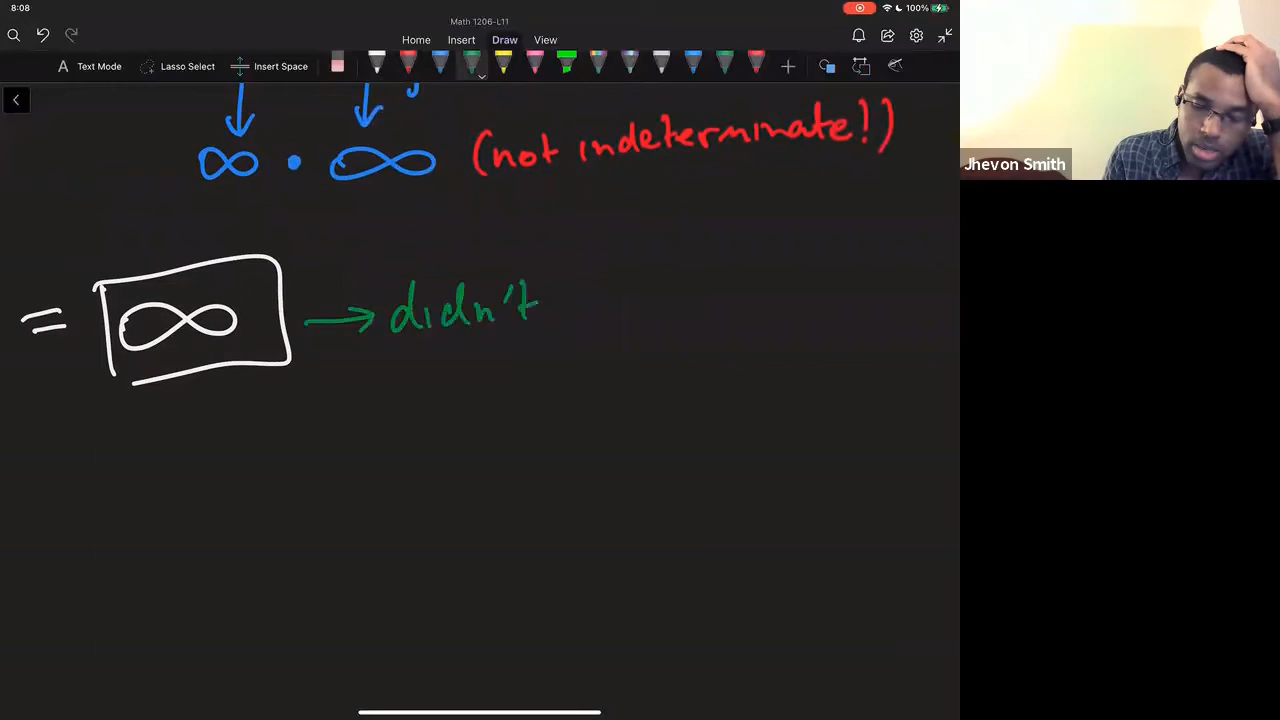 8:08
100%
Math 1206-L11
Home Insert Draw View
A Text Mode Lasso Select Insert Space
∞ · ∞ (not indeterminate!)
Jhevon Smith
= ∞ → didn't